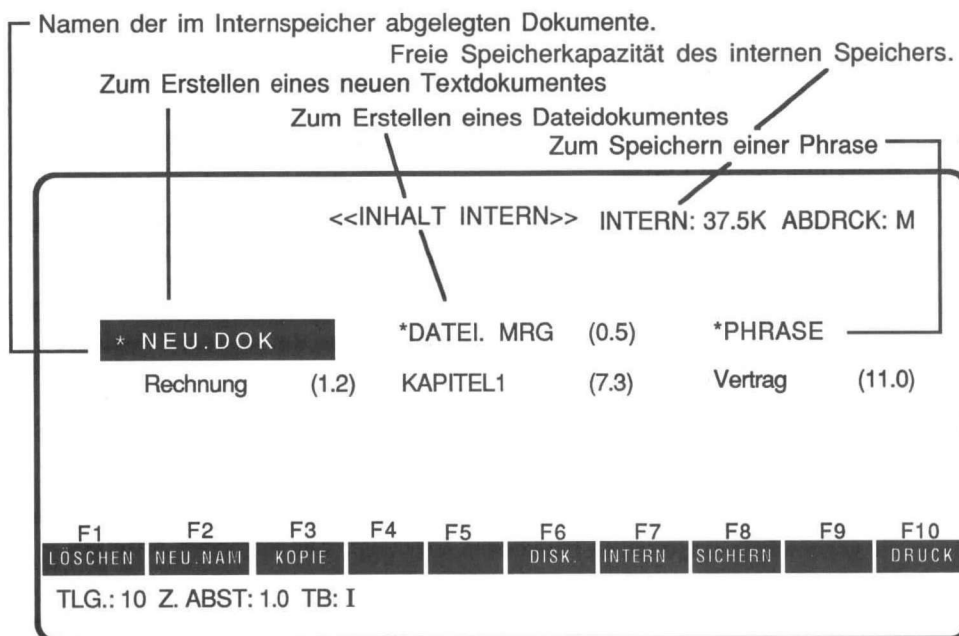 Namen der im Internspeicher abgelegten Dokumente.
Freie Speicherkapazität des internen Speichers.
Zum Erstellen eines neuen Textdokumentes
Zum Erstellen eines Dateidokumentes
Zum Speichern einer Phrase
<<INHALT INTERN>> INTERN: 37.5K ABDRCK: M
* NEU.DOK *DATEI. MRG (0.5) *PHRASE
Rechnung (1.2) KAPITEL1 (7.3) Vertrag (11.0)
F1 F2 F3 F4 F5 F6 F7 F8 F9 F10
LÖSCHEN NEU.NAM KOPIE DISK. INTERN SICHERN DRUCK
TLG.: 10 Z. ABST: 1.0 TB: I